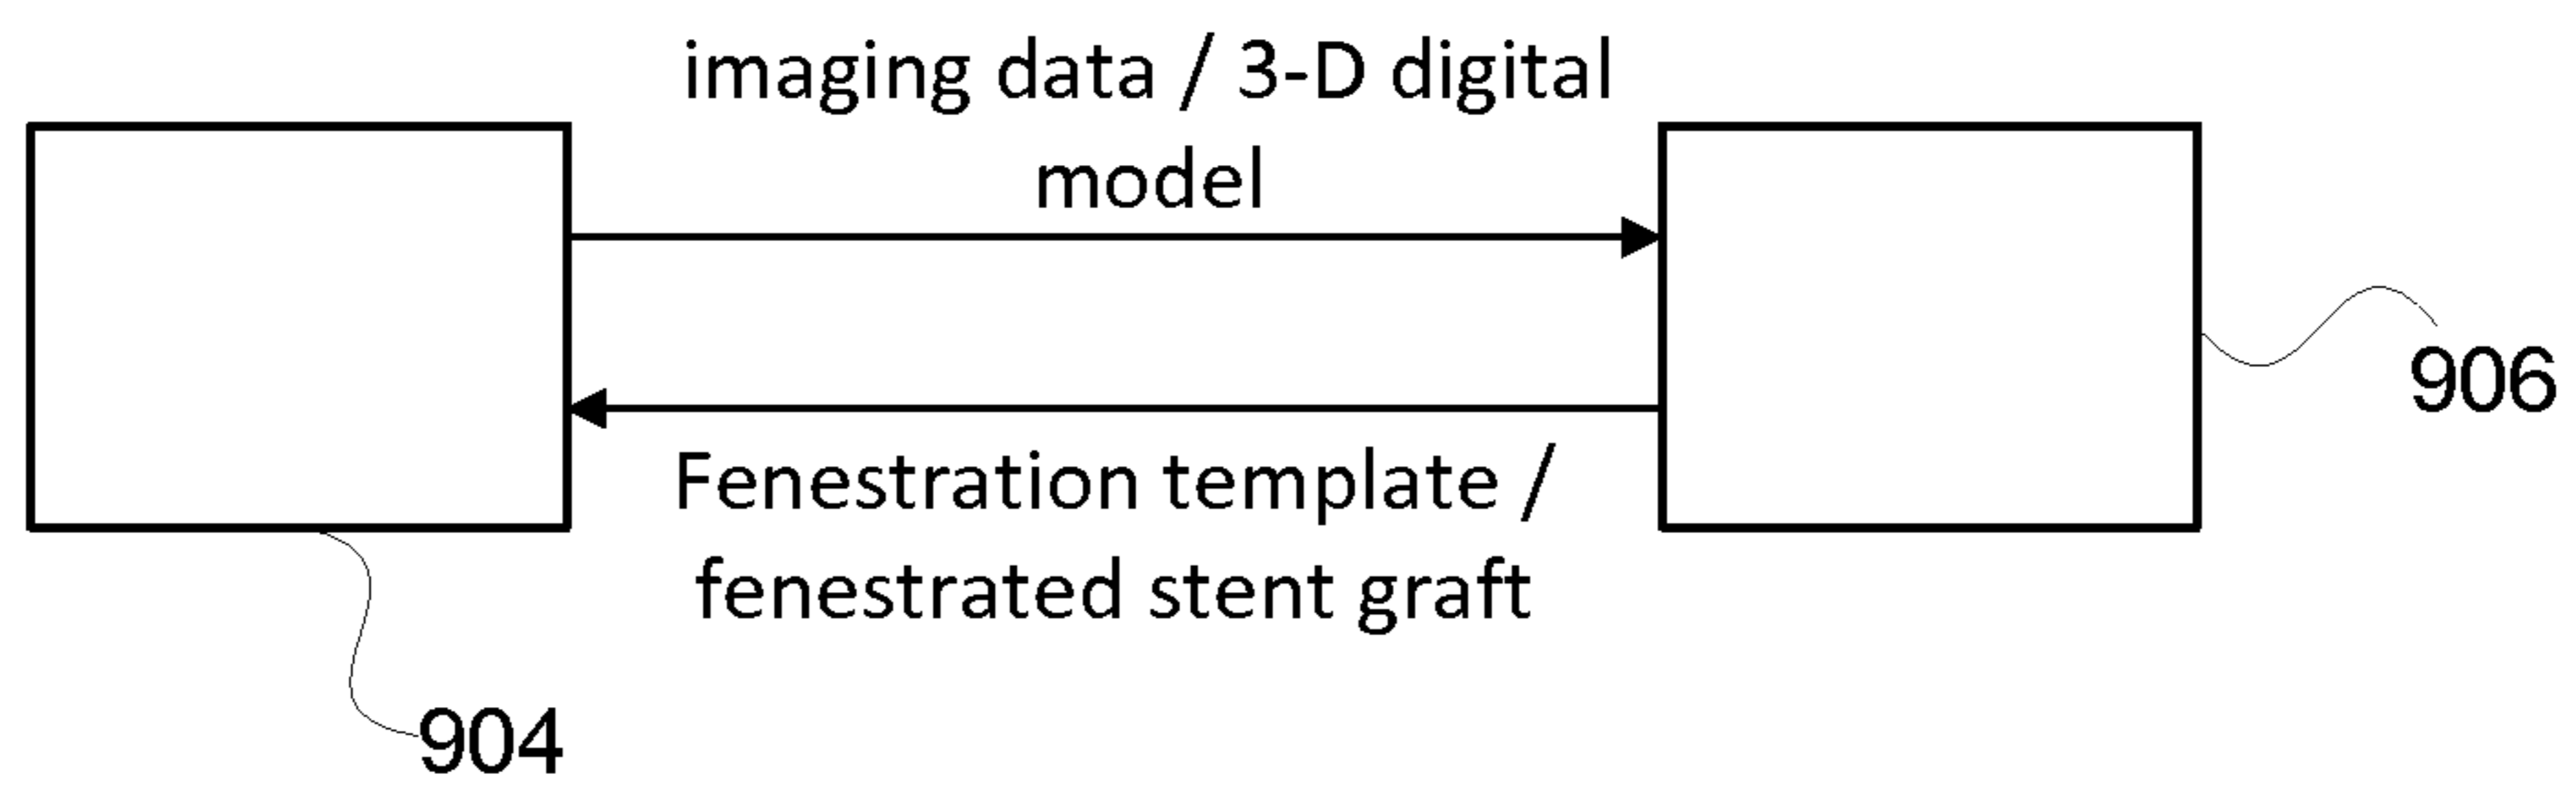 imaging data / 3-D digital
model
906
Fenestration template /
fenestrated stent graft
904